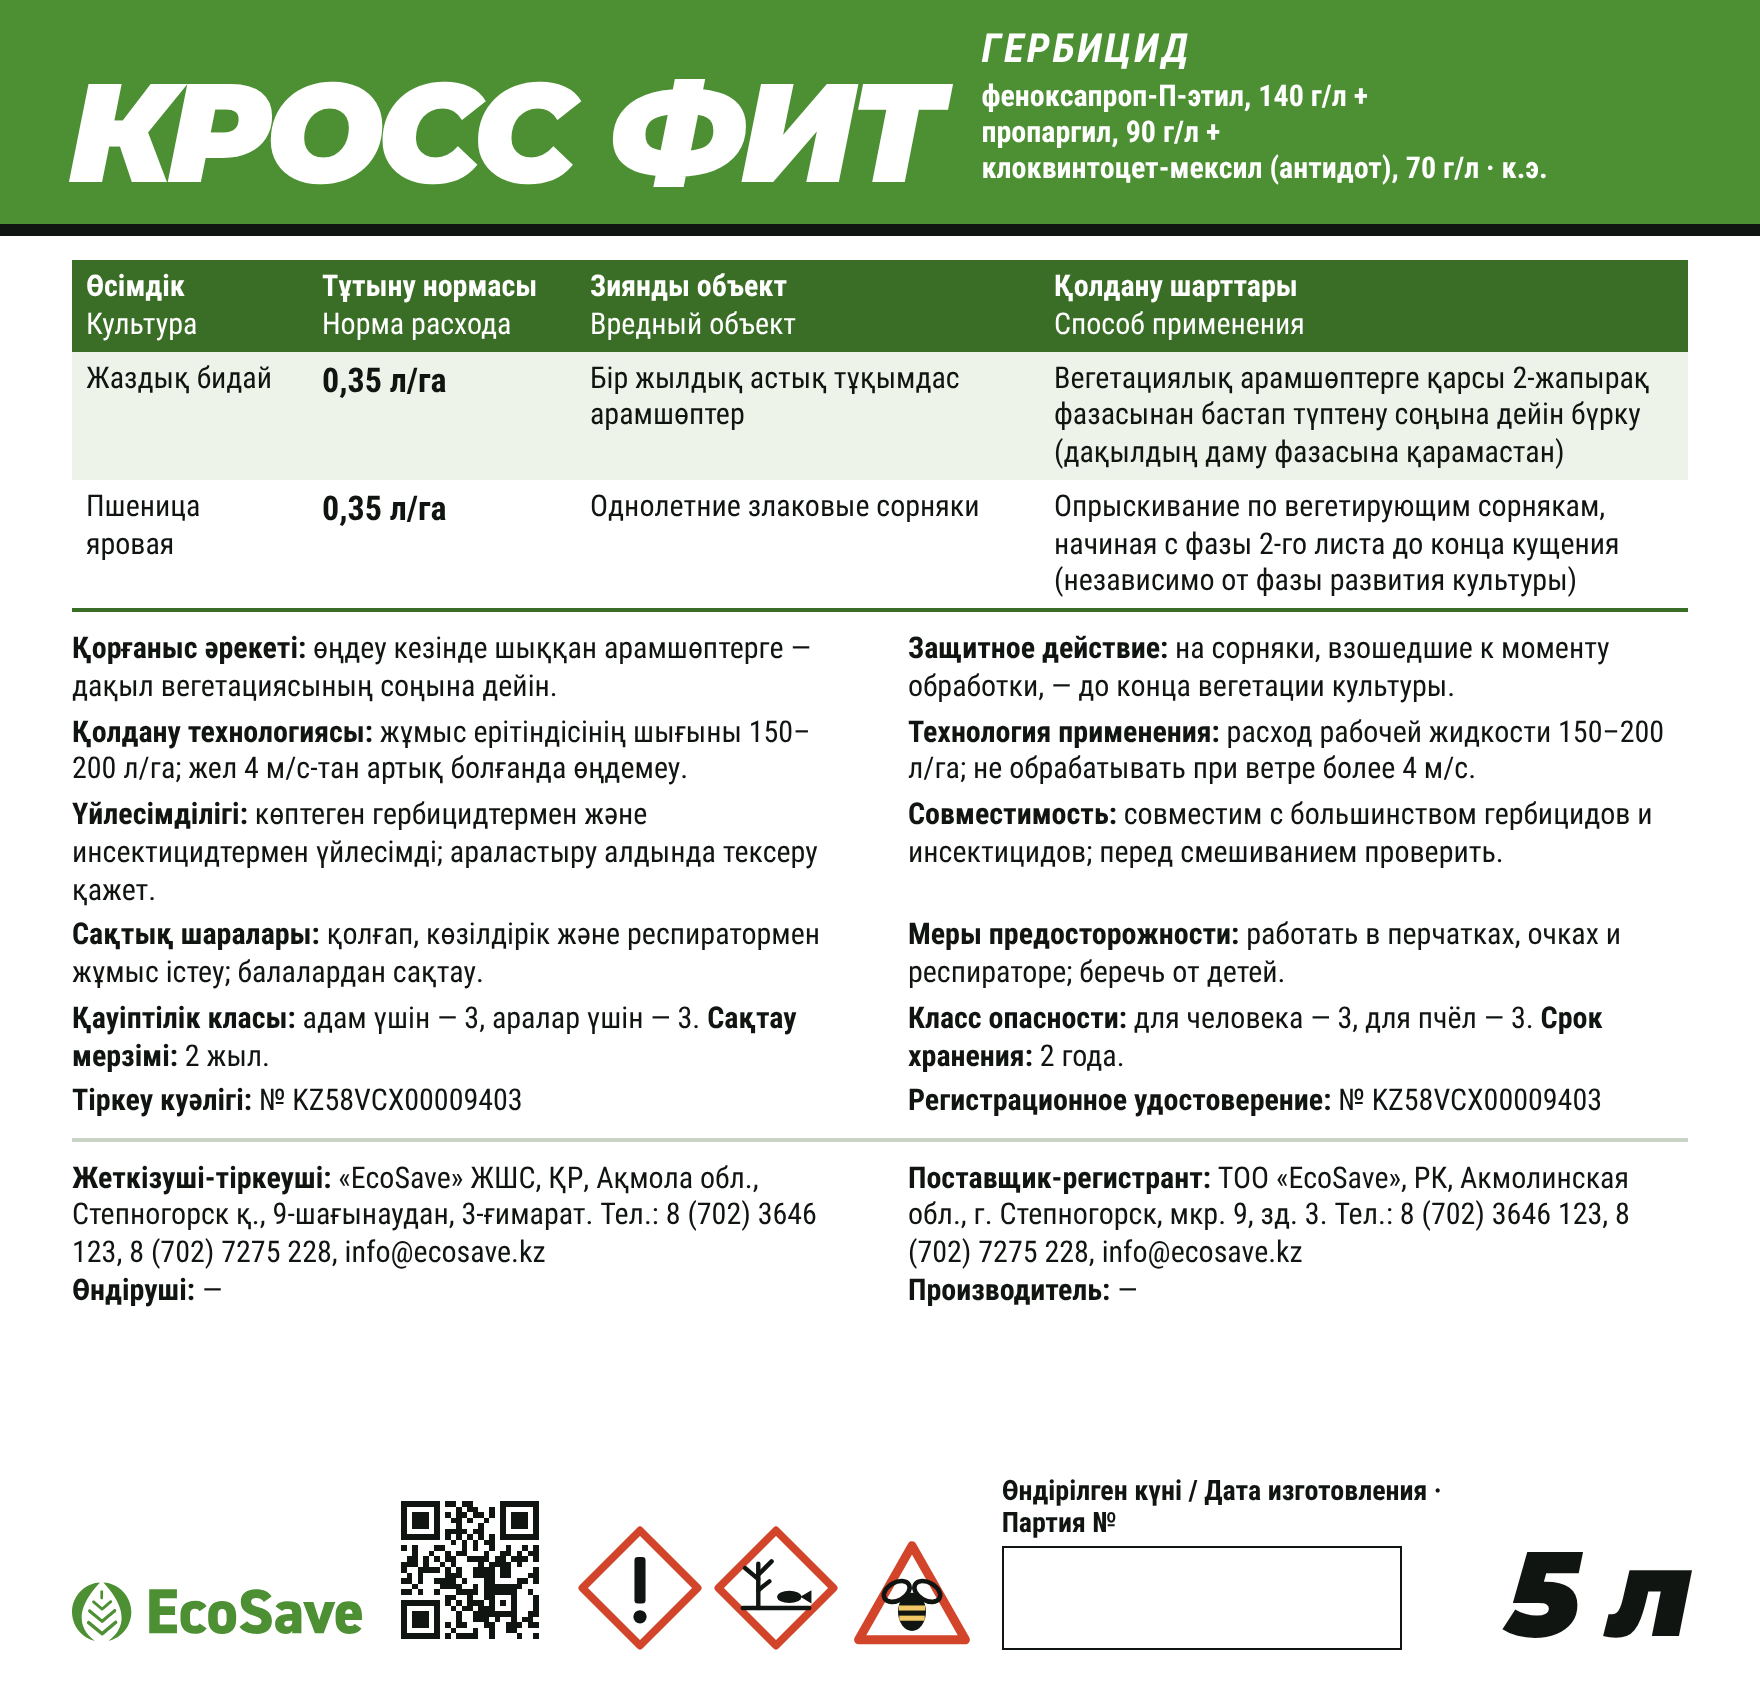 КРОСС ФИТ
ГЕРБИЦИД
феноксапроп-П-этил, 140 г/л +
пропаргил, 90 г/л +
клоквинтоцет-мексил (антидот), 70 г/л · к.э.
Өсімдік
Культура
Тұтыну нормасы
Норма расхода
Зиянды объект
Вредный объект
Қолдану шарттары
Способ применения
Жаздық бидай
0,35 л/га
Бір жылдық астық тұқымдас
арамшөптер
Вегетациялық арамшөптерге қарсы 2-жапырақ
фазасынан бастап түптену соңына дейін бүрку
(дақылдың даму фазасына қарамастан)
Пшеница
яровая
0,35 л/га
Однолетние злаковые сорняки
Опрыскивание по вегетирующим сорнякам,
начиная с фазы 2-го листа до конца кущения
(независимо от фазы развития культуры)
Қорғаныс әрекеті: өңдеу кезінде шыққан арамшөптерге —
дақыл вегетациясының соңына дейін.
Защитное действие: на сорняки, взошедшие к моменту
обработки, — до конца вегетации культуры.
Қолдану технологиясы: жұмыс ерітіндісінің шығыны 150–
200 л/га; жел 4 м/с-тан артық болғанда өңдемеу.
Технология применения: расход рабочей жидкости 150–200
л/га; не обрабатывать при ветре более 4 м/с.
Үйлесімділігі: көптеген гербицидтермен және
инсектицидтермен үйлесімді; араластыру алдында тексеру
қажет.
Совместимость: совместим с большинством гербицидов и
инсектицидов; перед смешиванием проверить.
Сақтық шаралары: қолғап, көзілдірік және респиратормен
жұмыс істеу; балалардан сақтау.
Меры предосторожности: работать в перчатках, очках и
респираторе; беречь от детей.
Қауіптілік класы: адам үшін — 3, аралар үшін — 3. Сақтау
мерзімі: 2 жыл.
Класс опасности: для человека — 3, для пчёл — 3. Срок
хранения: 2 года.
Тіркеу куәлігі: № KZ58VCX00009403
Регистрационное удостоверение: № KZ58VCX00009403
Жеткізуші-тіркеуші: «EcoSave» ЖШС, ҚР, Ақмола обл.,
Степногорск қ., 9-шағынаудан, 3-ғимарат. Тел.: 8 (702) 3646
123, 8 (702) 7275 228, info@ecosave.kz
Өндіруші: —
Поставщик-регистрант: ТОО «EcoSave», РК, Акмолинская
обл., г. Степногорск, мкр. 9, зд. 3. Тел.: 8 (702) 3646 123, 8
(702) 7275 228, info@ecosave.kz
Производитель: —
EcoSave
Өндірілген күні / Дата изготовления ·
Партия №
5 л